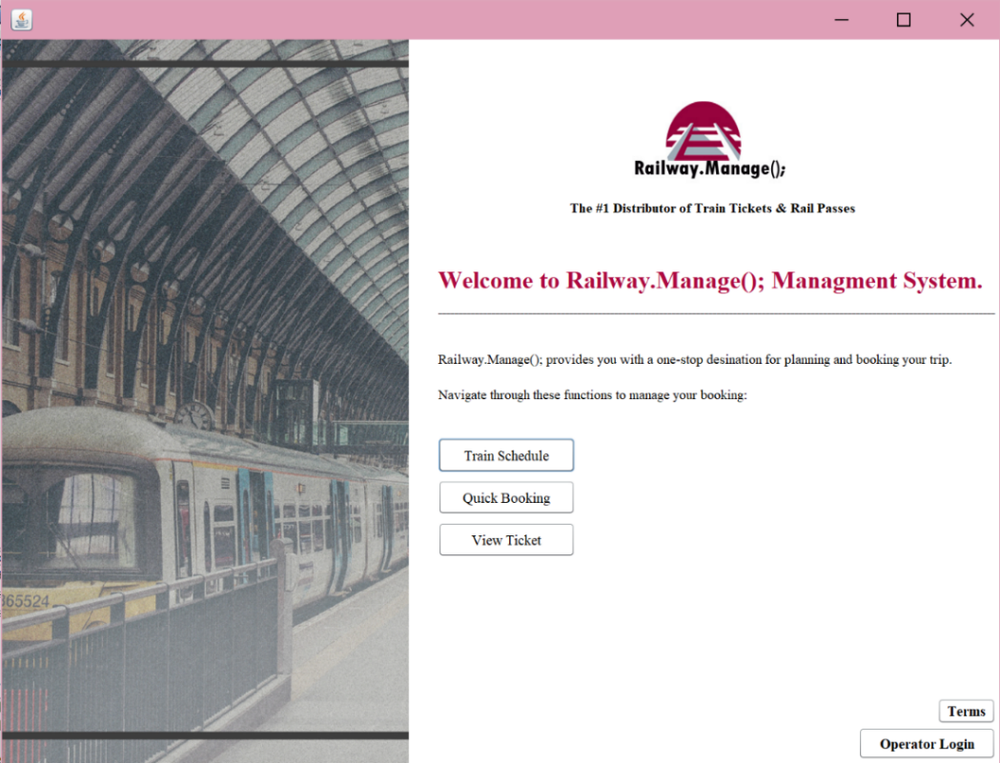 Railway.Manage();
The #1 Distributor of Train Tickets & Rail Passes
Welcome to Railway.Manage(); Managment System.
Railway.Manage(); provides you with a one-stop desination for planning and booking your trip.
Navigate through these functions to manage your booking:
Train Schedule
Quick Booking
View Ticket
365524
Terms
Operator Login